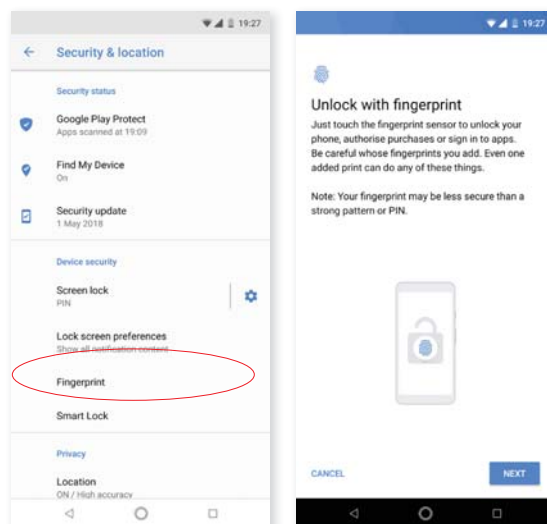 19:27
Security & location
Security status
Google Play Protect
Apps scanned at 19:09
Find My Device
On
Security update
1 May 2018
Device security
Screen lock
PIN
Lock screen preferences
Show all notification content
Fingerprint
Smart Lock
Privacy
Location
ON / High accuracy
19:27
Unlock with fingerprint
Just touch the fingerprint sensor to unlock your
phone, authorise purchases or sign in to apps.
Be careful whose fingerprints you add. Even one
added print can do any of these things.
Note: Your fingerprint may be less secure than a
strong pattern or PIN.
CANCEL
NEXT